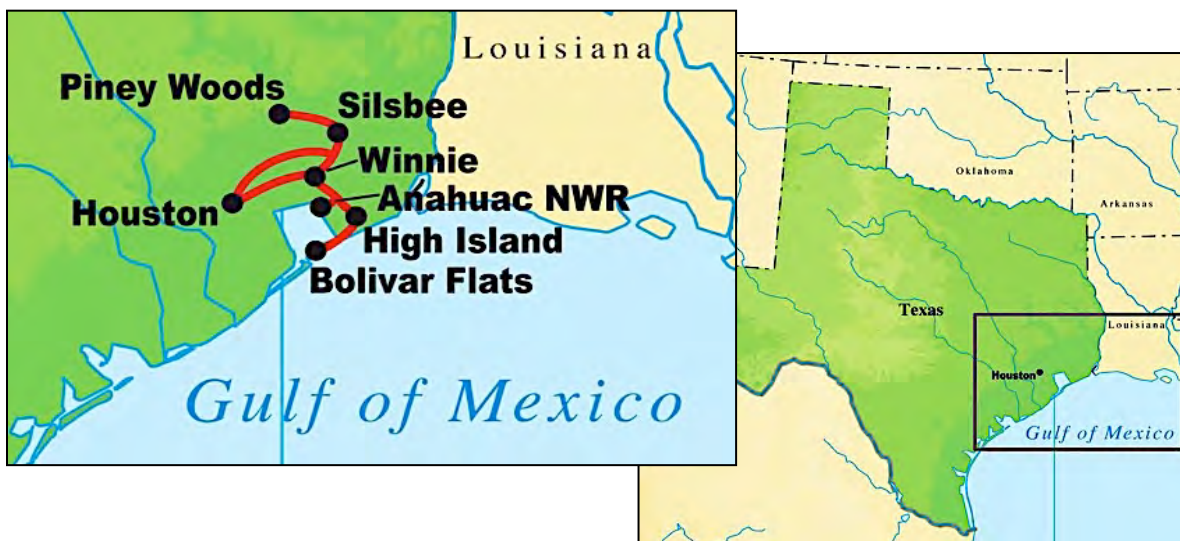 Louisiana
Piney Woods
Silsbee
Winnie
Anahuac NWR
Houston
High Island
Bolivar Flats
Gulf of Mexico
Oklahoma
Arkansas
Texas
Louisiana
Houston
Gulf of Mexico